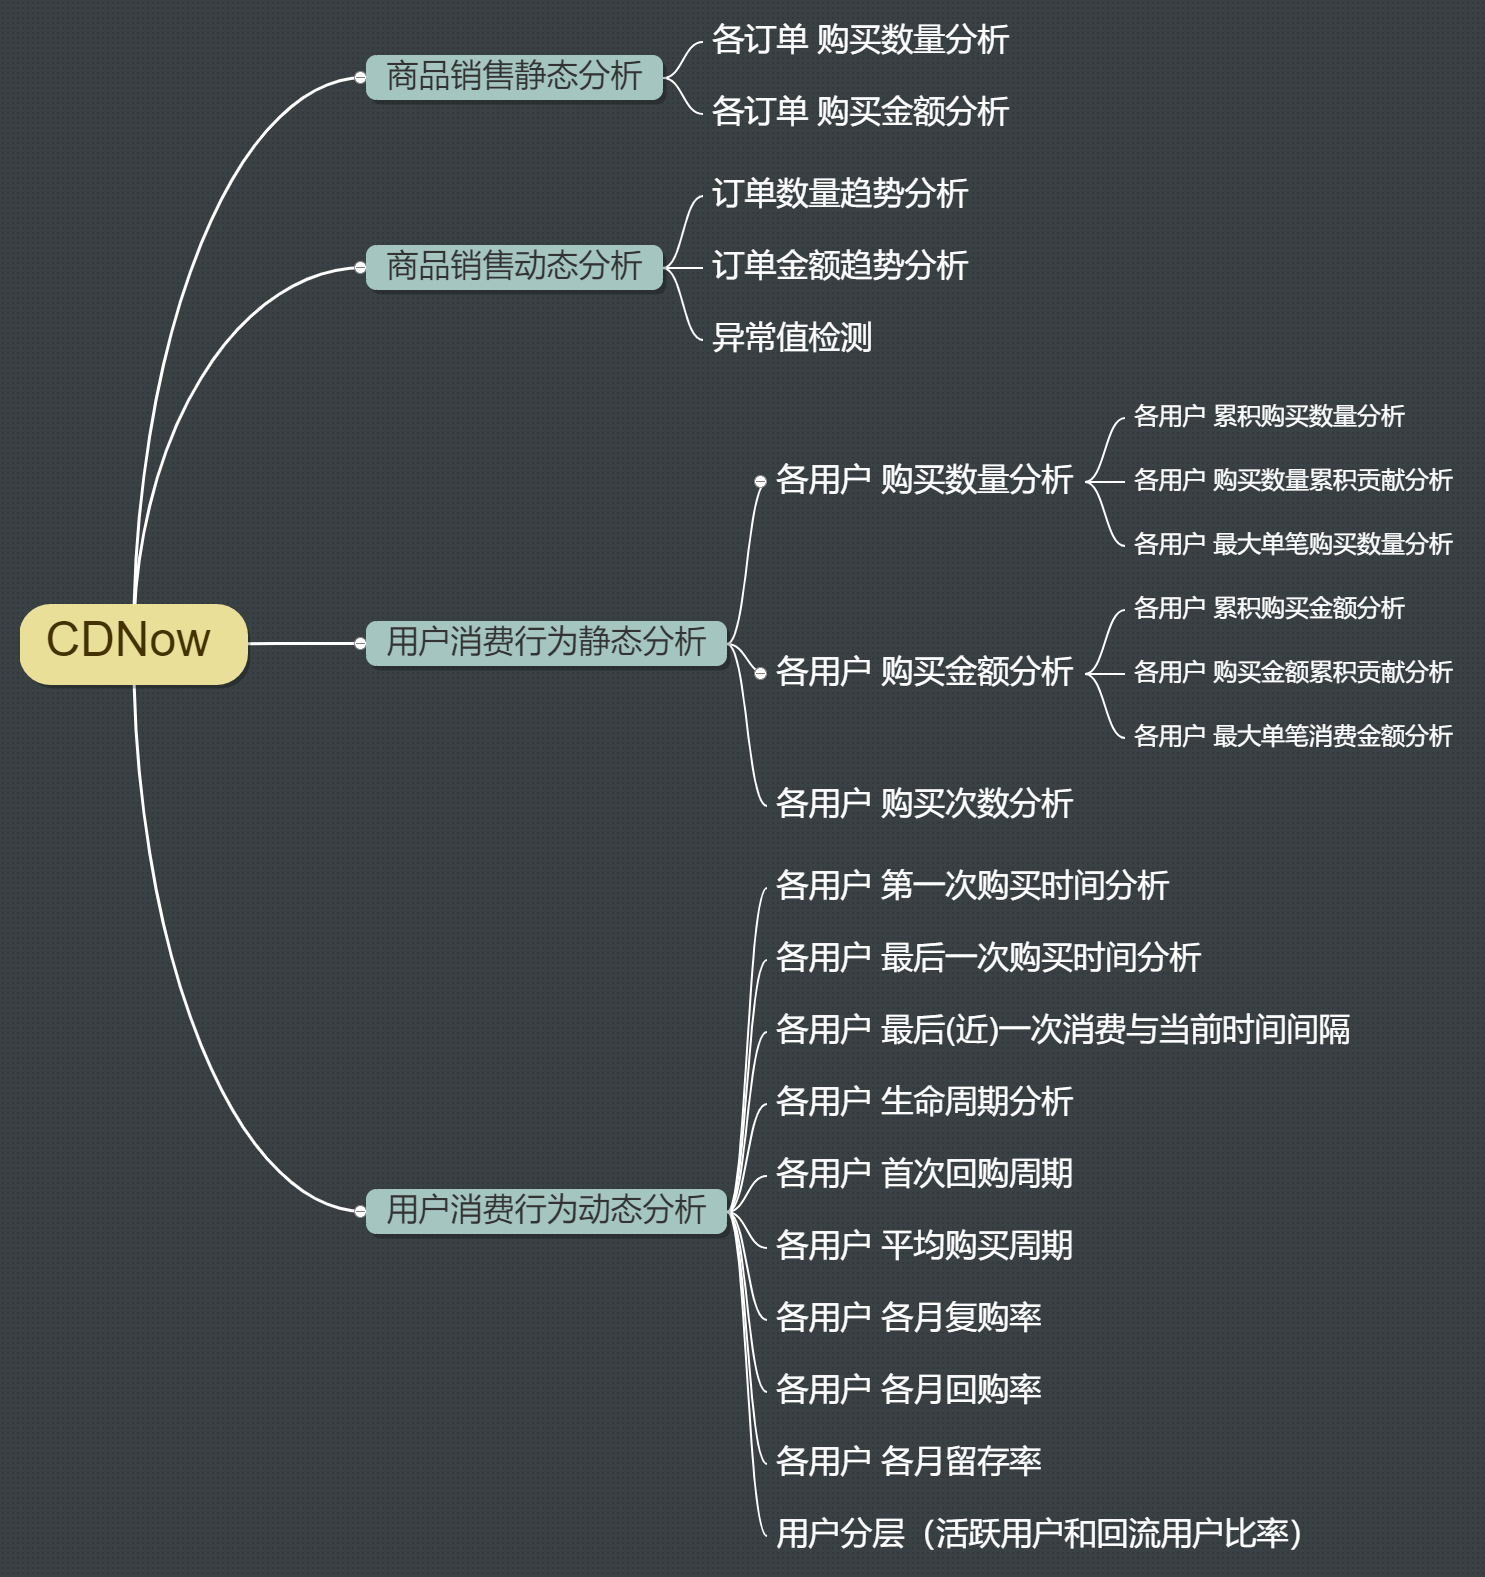 CDNow
商品销售静态分析
各订单 购买数量分析
各订单 购买金额分析
商品销售动态分析
订单数量趋势分析
订单金额趋势分析
异常值检测
用户消费行为静态分析
各用户 购买数量分析
各用户 累积购买数量分析
各用户 购买数量累积贡献分析
各用户 最大单笔购买数量分析
各用户 购买金额分析
各用户 累积购买金额分析
各用户 购买金额累积贡献分析
各用户 最大单笔消费金额分析
各用户 购买次数分析
用户消费行为动态分析
各用户 第一次购买时间分析
各用户 最后一次购买时间分析
各用户 最后(近)一次消费与当前时间间隔
各用户 生命周期分析
各用户 首次回购周期
各用户 平均购买周期
各用户 各月复购率
各用户 各月回购率
各用户 各月留存率
用户分层（活跃用户和回流用户比率）